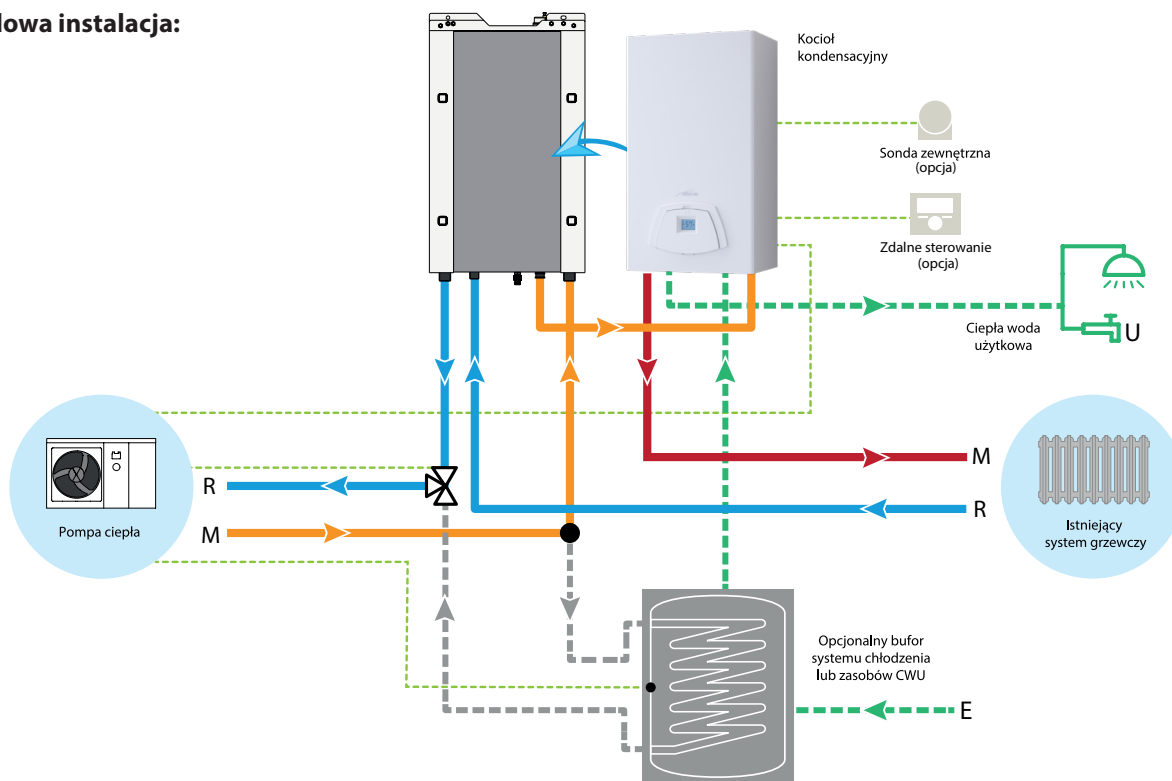 instalacja:
Kocioł
kondensacyjny
Sonda zewnętrzna
(opcja)
Zdalne sterowanie
(opcja)
Ciepła woda
użytkowa
U
Pompa ciepła
R
M
M
R
Istniejący
system grzewczy
Opcjonalny bufor
systemu chłodzenia
lub zasobów CWU
E